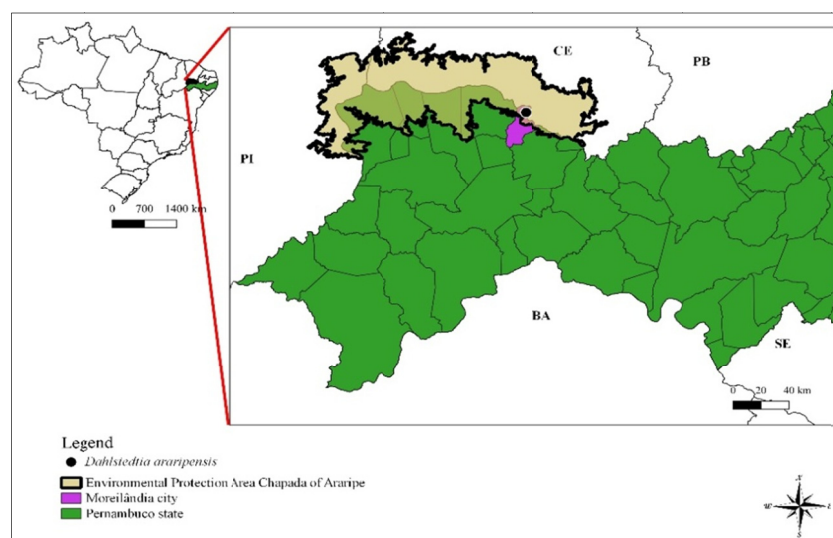 CE
PB
PI
0 700 1400 km
BA
SE
0 20 40 km
Legend
Dahlstedtia araripensis
Environmental Protection Area Chapada of Araripe
Moreilândia city
Pernambuco state